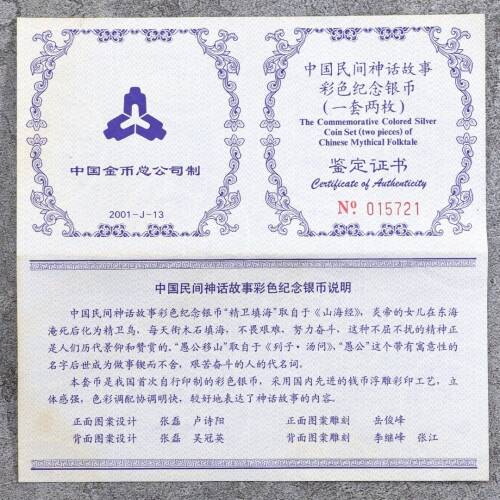 中国金币总公司制
2001-J-13
中国民间神话故事
彩色纪念银币
(一套两枚)
The Commemorative Colored Silver
Coin Set (two pieces) of
Chinese Mythical Folktale
鉴定证书
Certificate of Authenticity
№ 015721
中国民间神话故事彩色纪念银币说明
中国民间神话故事彩色纪念银币“精卫填海”取自于《山海经》，炎帝的女儿在东海
淹死后化为精卫鸟，每天衔木石填海，不畏艰难，努力奋斗，这种不屈不扰的精神正
是人们历代景仰和赞赏的。“愚公移山”取自于《列子·汤问》，“愚公”这个带有寓意性的
名字后世成为做事锲而不舍，艰苦奋斗的人的代名词。
本套币是我国首次自行印制的彩色银币，采用国内先进的钱币浮雕彩印工艺，立
体感强，色彩调配协调明快，较好地表达了神话故事的内容。
正面图案设计 张磊 卢诗阳 正面图案雕刻 岳俊峰
背面图案设计 张磊 吴冠英 背面图案雕刻 李继峰 张江